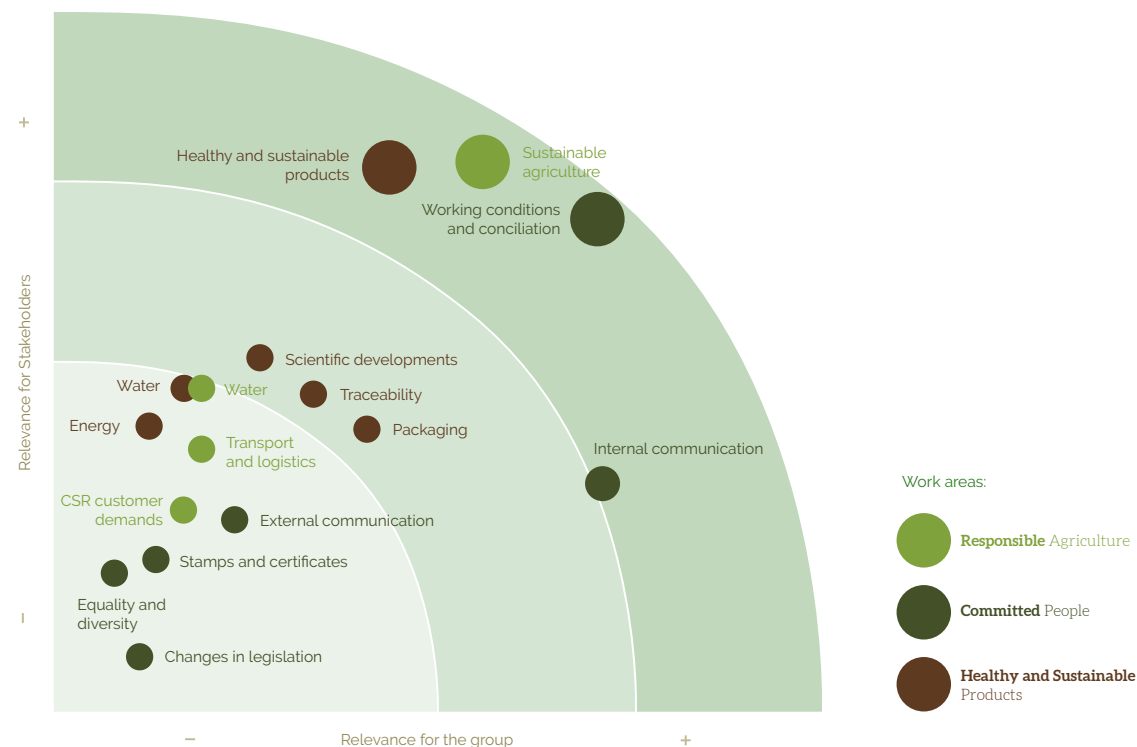 +
Relevance for Stakeholders
–
Healthy and sustainable
products
Sustainable
agriculture
Working conditions
and conciliation
Scientific developments
Water
Water
Traceability
Energy
Packaging
Transport
and logistics
Internal communication
CSR customer
demands
External communication
Stamps and certificates
Equality and
diversity
Changes in legislation
–
Relevance for the group
+
Work areas:
Responsible Agriculture
Committed People
Healthy and Sustainable
Products